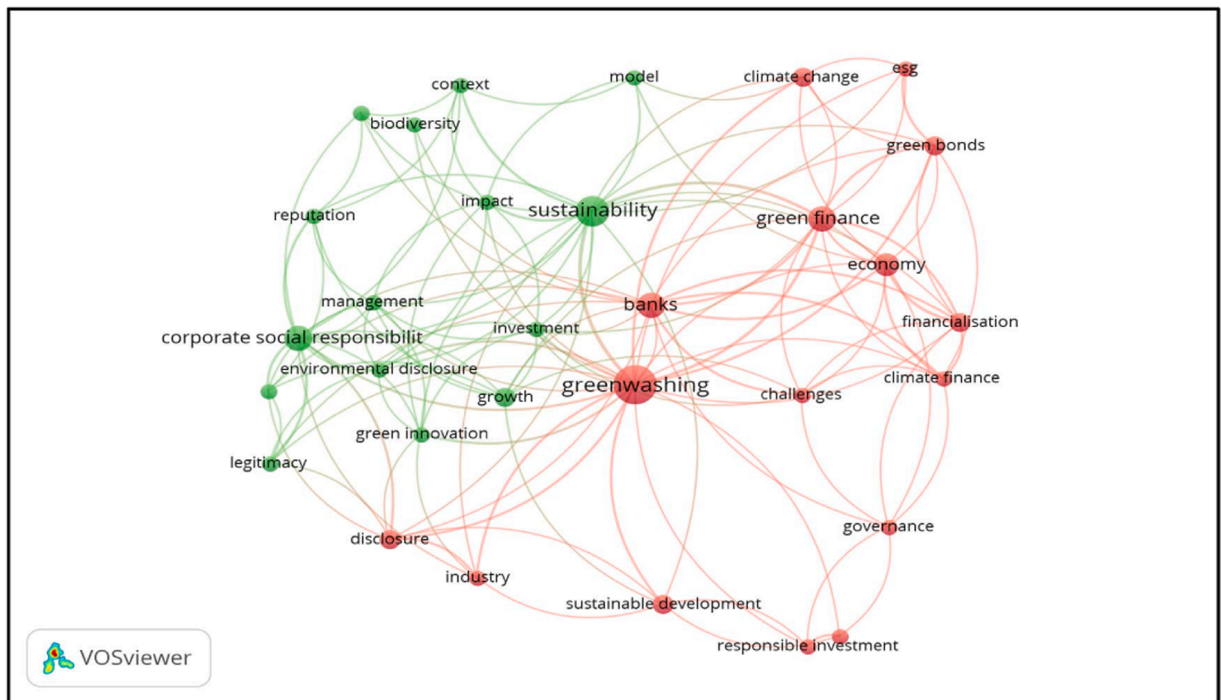 esg
climate change
model
context
biodiversity
green bonds
impact
sustainability
reputation
green finance
economy
management
banks
financialisation
investment
corporate social responsibilit
environmental disclosure
climate finance
greenwashing
challenges
growth
green innovation
legitimacy
governance
disclosure
industry
sustainable development
responsible investment
VOSviewer